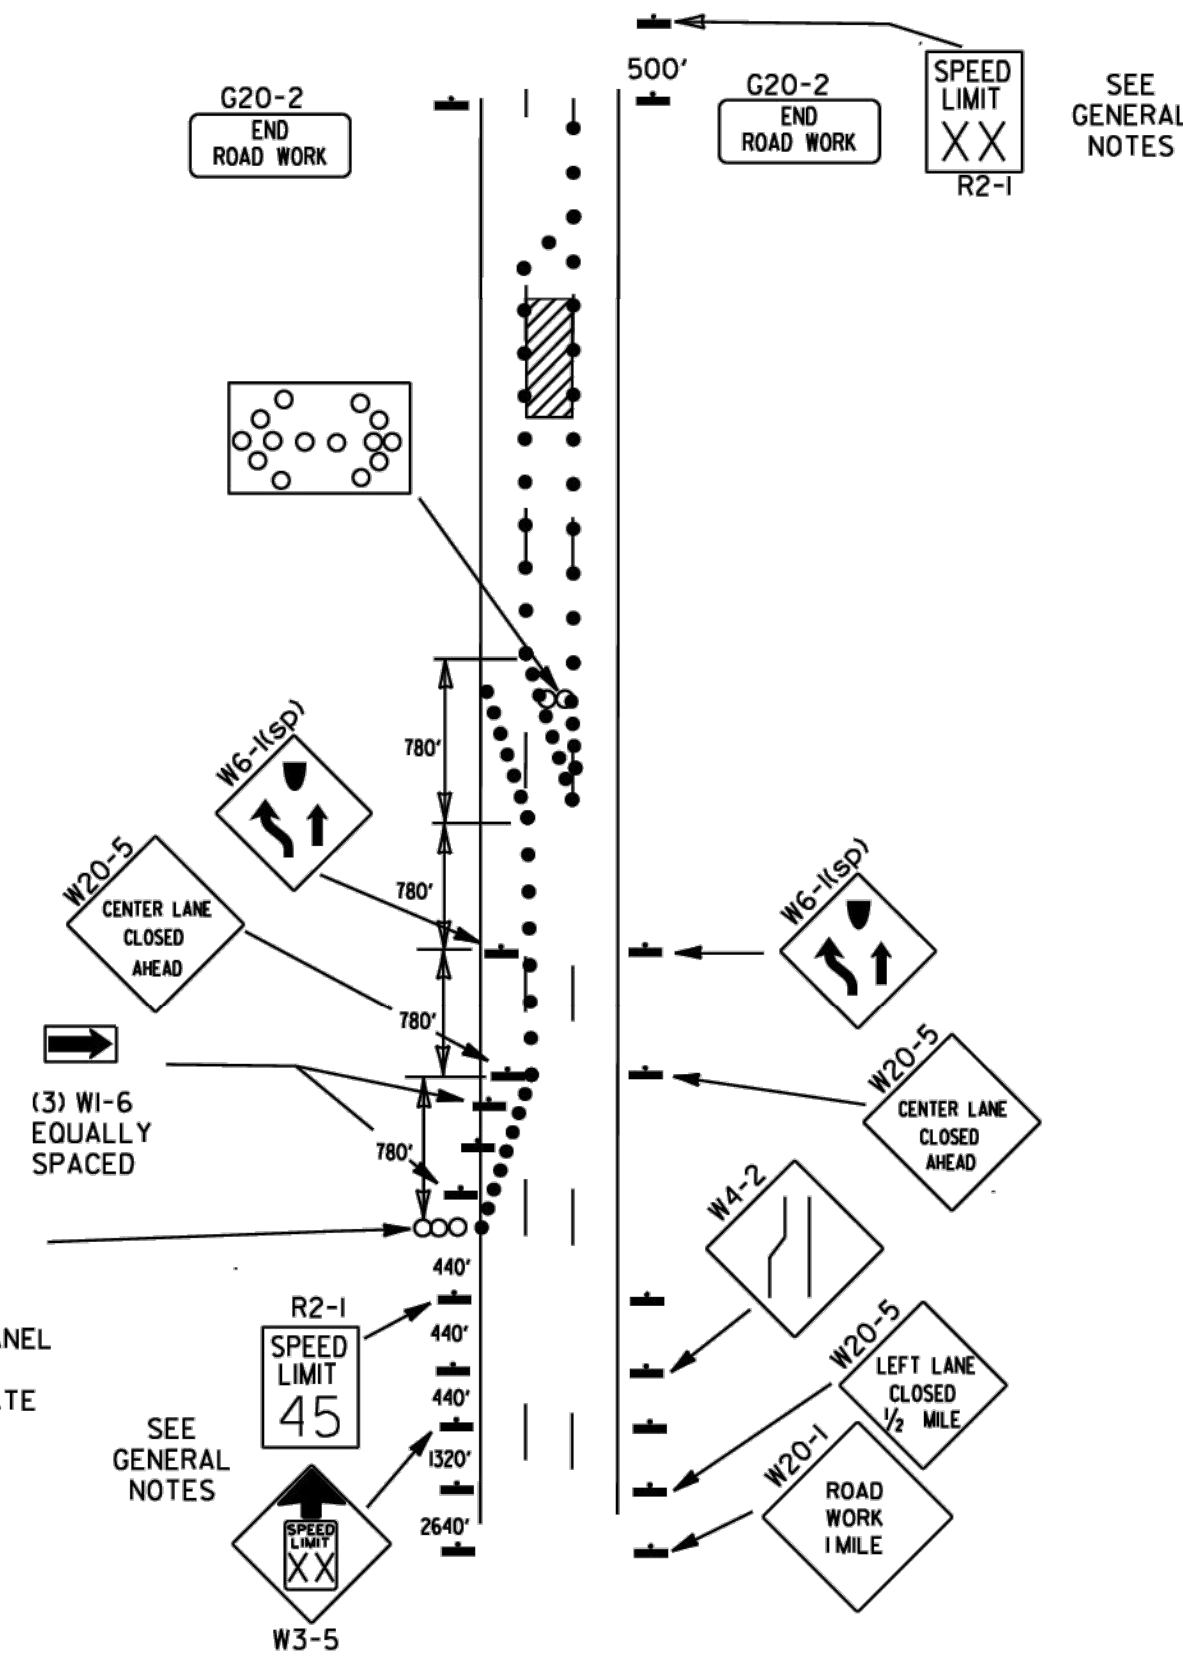 500'
G20-2
END
ROAD WORK
G20-2
END
ROAD WORK
SPEED
LIMIT
XX
R2-1
SEE
GENERAL
NOTES
780'
W6-1(sp)
780'
W20-5
CENTER LANE
CLOSED
AHEAD
W6-1(sp)
780'
(3) W1-6
EQUALLY
SPACED
780'
W20-5
CENTER LANE
CLOSED
AHEAD
W4-2
440'
R2-1
SPEED
LIMIT
45
440'
ANEL
TE
440'
W20-5
LEFT LANE
CLOSED
1/2 MILE
SEE
GENERAL
NOTES
1320'
W20-1
ROAD
WORK
1 MILE
2640'
SPEED
LIMIT
XX
W3-5